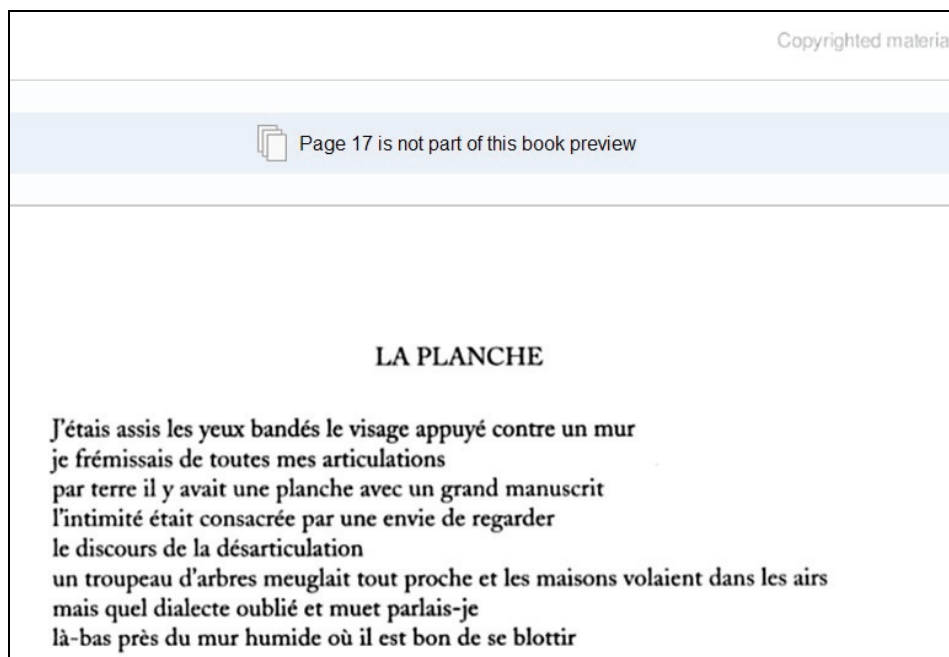 Copyrighted materia
Page 17 is not part of this book preview
LA PLANCHE
J'étais assis les yeux bandés le visage appuyé contre un mur
je frémissais de toutes mes articulations
par terre il y avait une planche avec un grand manuscrit
l'intimité était consacrée par une envie de regarder
le discours de la désarticulation
un troupeau d'arbres meuglait tout proche et les maisons volaient dans les airs
mais quel dialecte oublié et muet parlais-je
là-bas près du mur humide où il est bon de se blottir